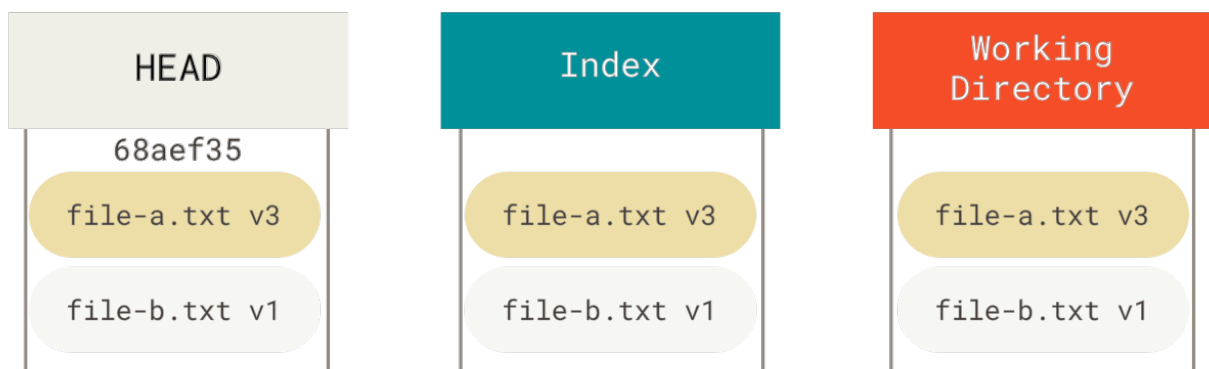 HEAD
Index
Working
Directory
68aef35
file-a.txt v3
file-a.txt v3
file-a.txt v3
file-b.txt v1
file-b.txt v1
file-b.txt v1